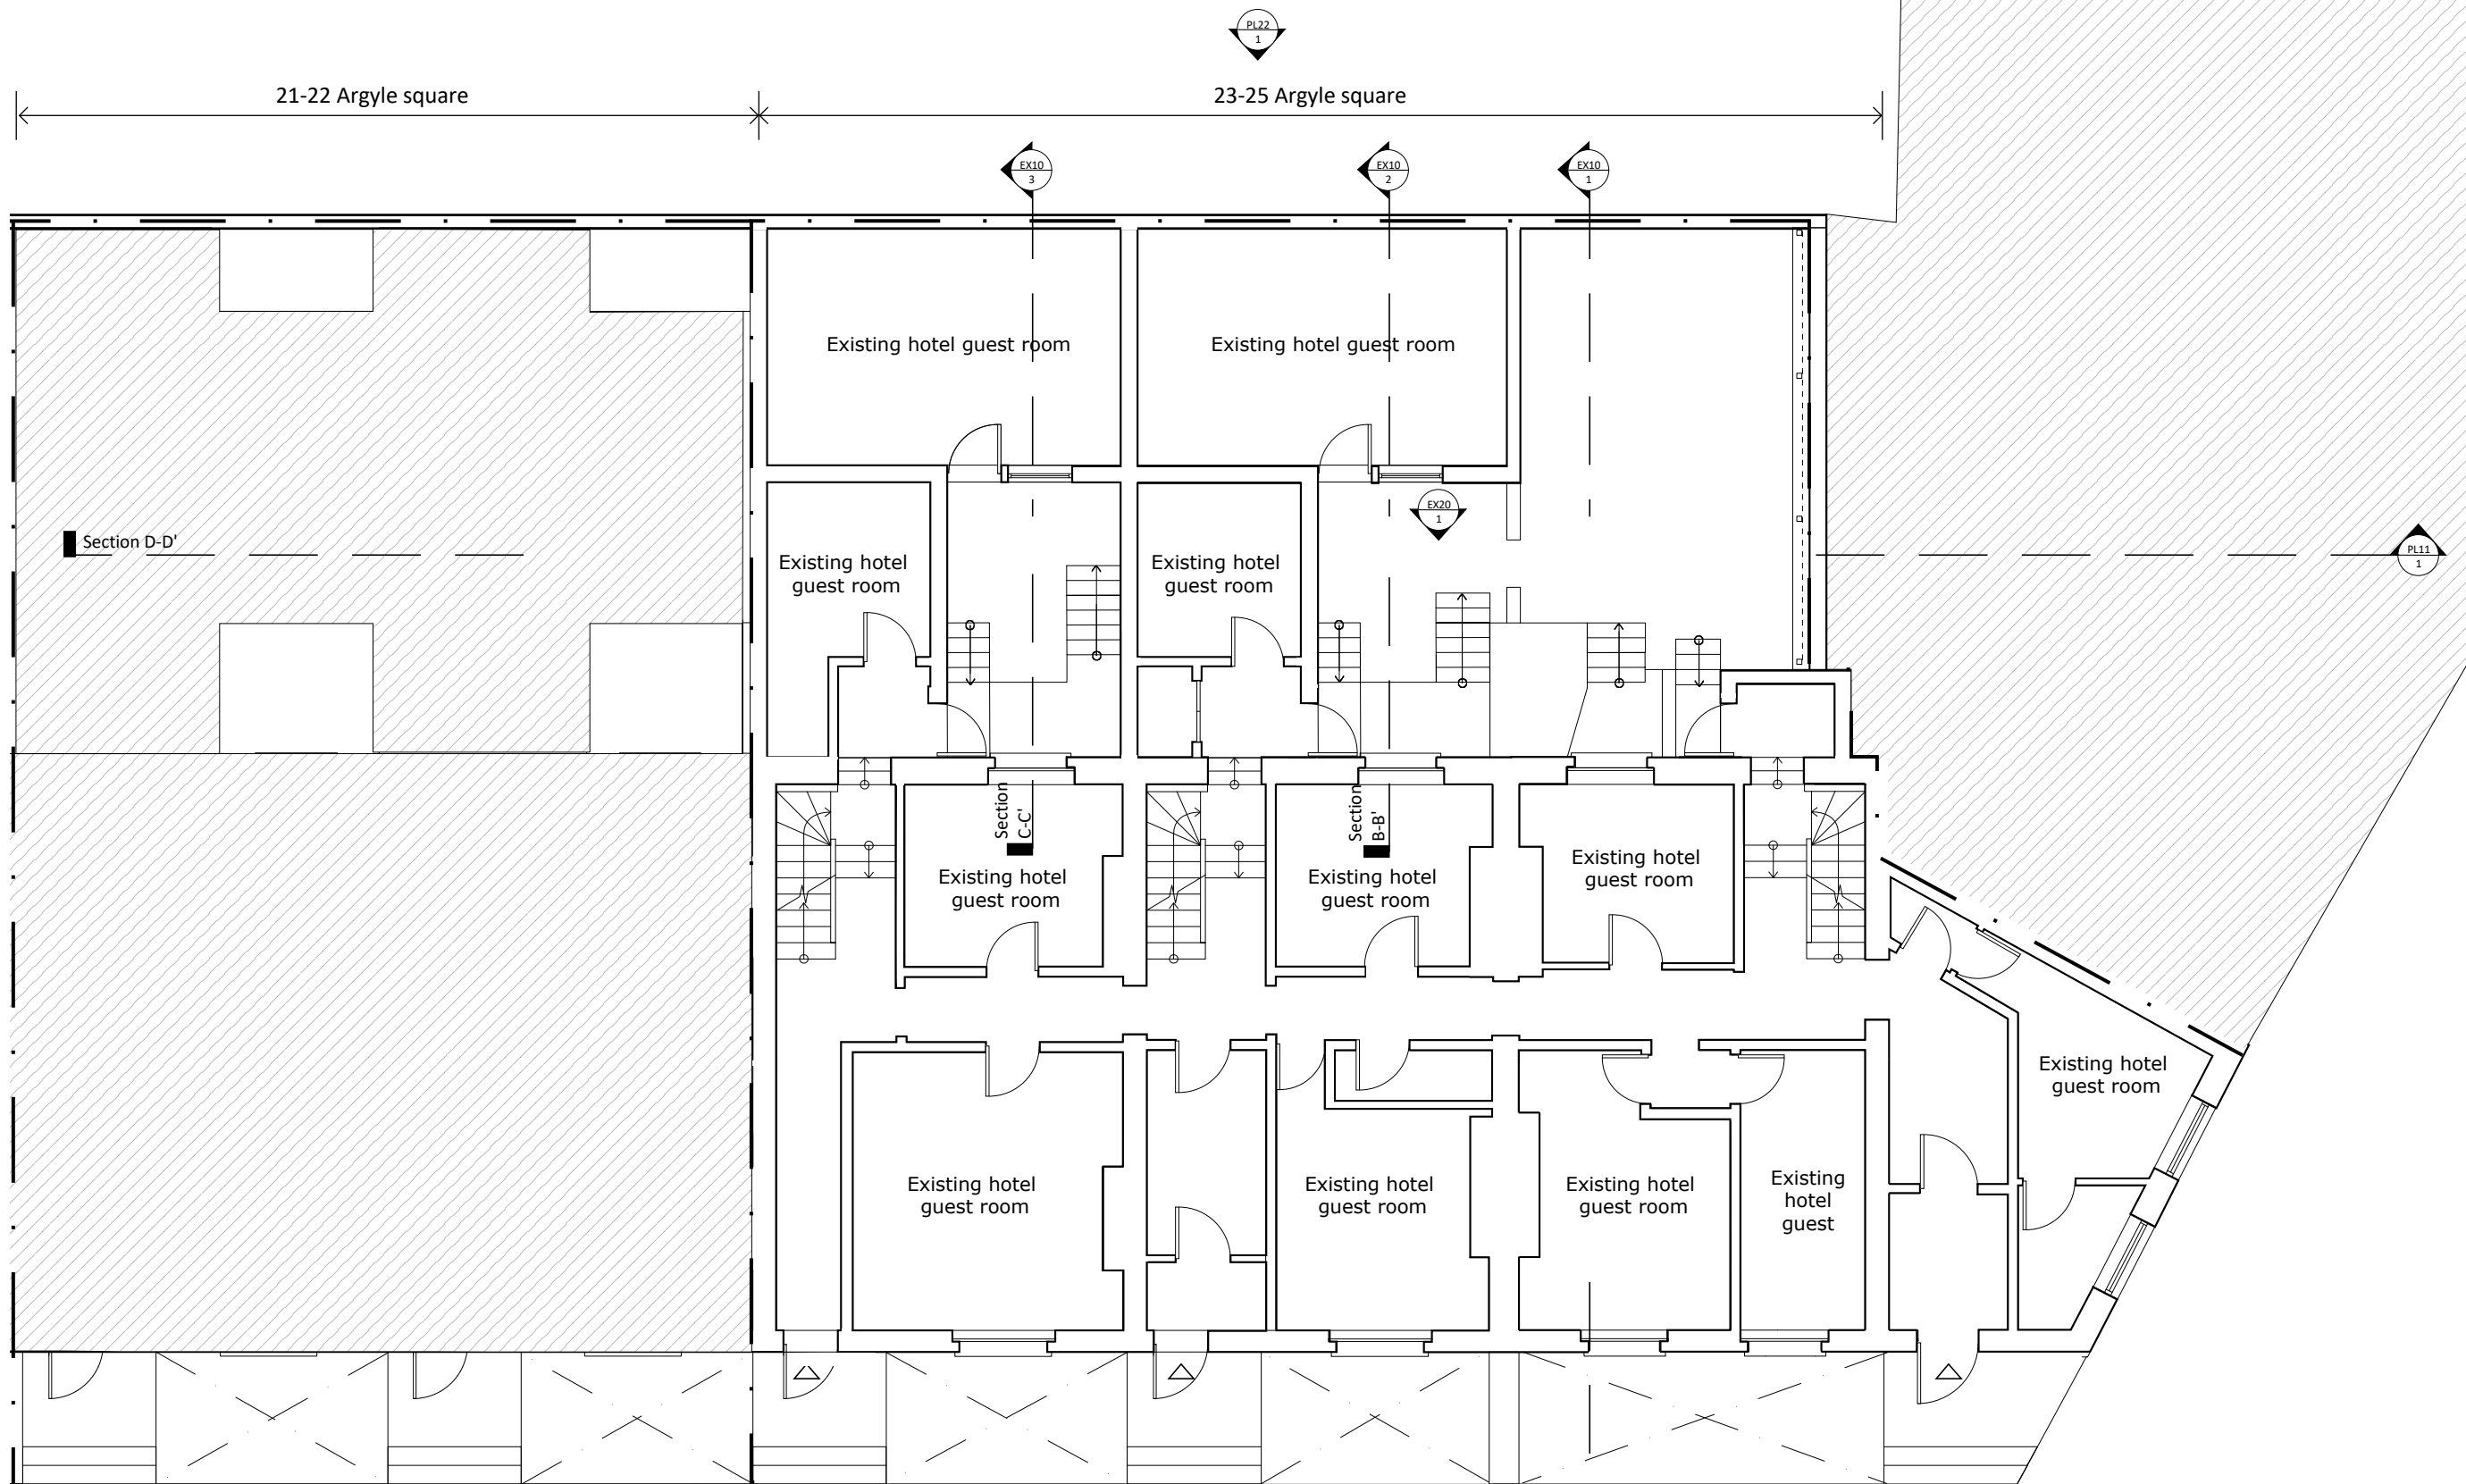 PL22
1
21-22 Argyle square
23-25 Argyle square
EX10
3
EX10
2
EX10
1
Existing hotel guest room
Existing hotel guest room
EX20
1
Section D-D'
PL11
1
Existing hotel
guest room
Existing hotel
guest room
Section
C-C'
Section
B-B'
Existing hotel
guest room
Existing hotel
guest room
Existing hotel
guest room
Existing hotel
guest room
Existing hotel
guest room
Existing hotel
guest room
Existing hotel
guest room
Existing
hotel
guest